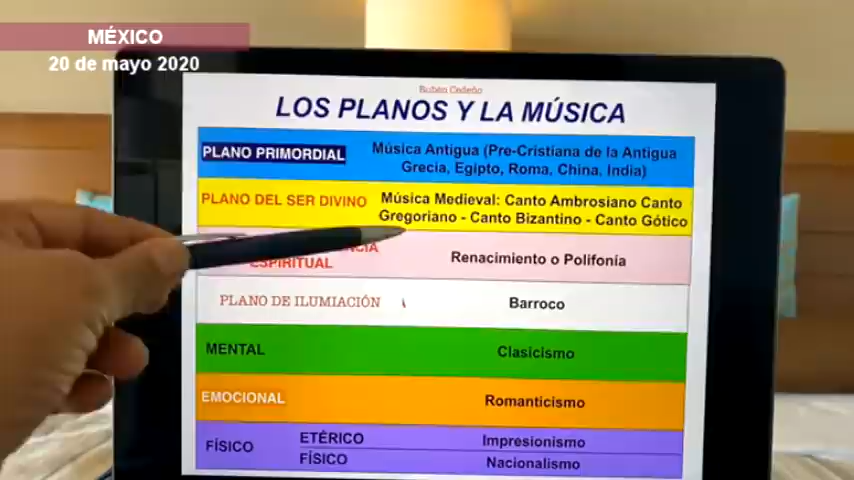 MÉXICO
20 de mayo 2020
Rubén Cedeño
LOS PLANOS Y LA MÚSICA
PLANO PRIMORDIAL
Música Antigua (Pre-Cristiana de la Antigua
Grecia, Egipto, Roma, China, India)
PLANO DEL SER DIVINO
Música Medieval: Canto Ambrosiano Canto
Gregoriano - Canto Bizantino - Canto Gótico
ESPIRITUAL
Renacimiento o Polifonía
PLANO DE ILUMIACIÓN
Barroco
MENTAL
Clasicismo
EMOCIONAL
Romanticismo
FÍSICO
ETÉRICO
Impresionismo
FÍSICO
Nacionalismo